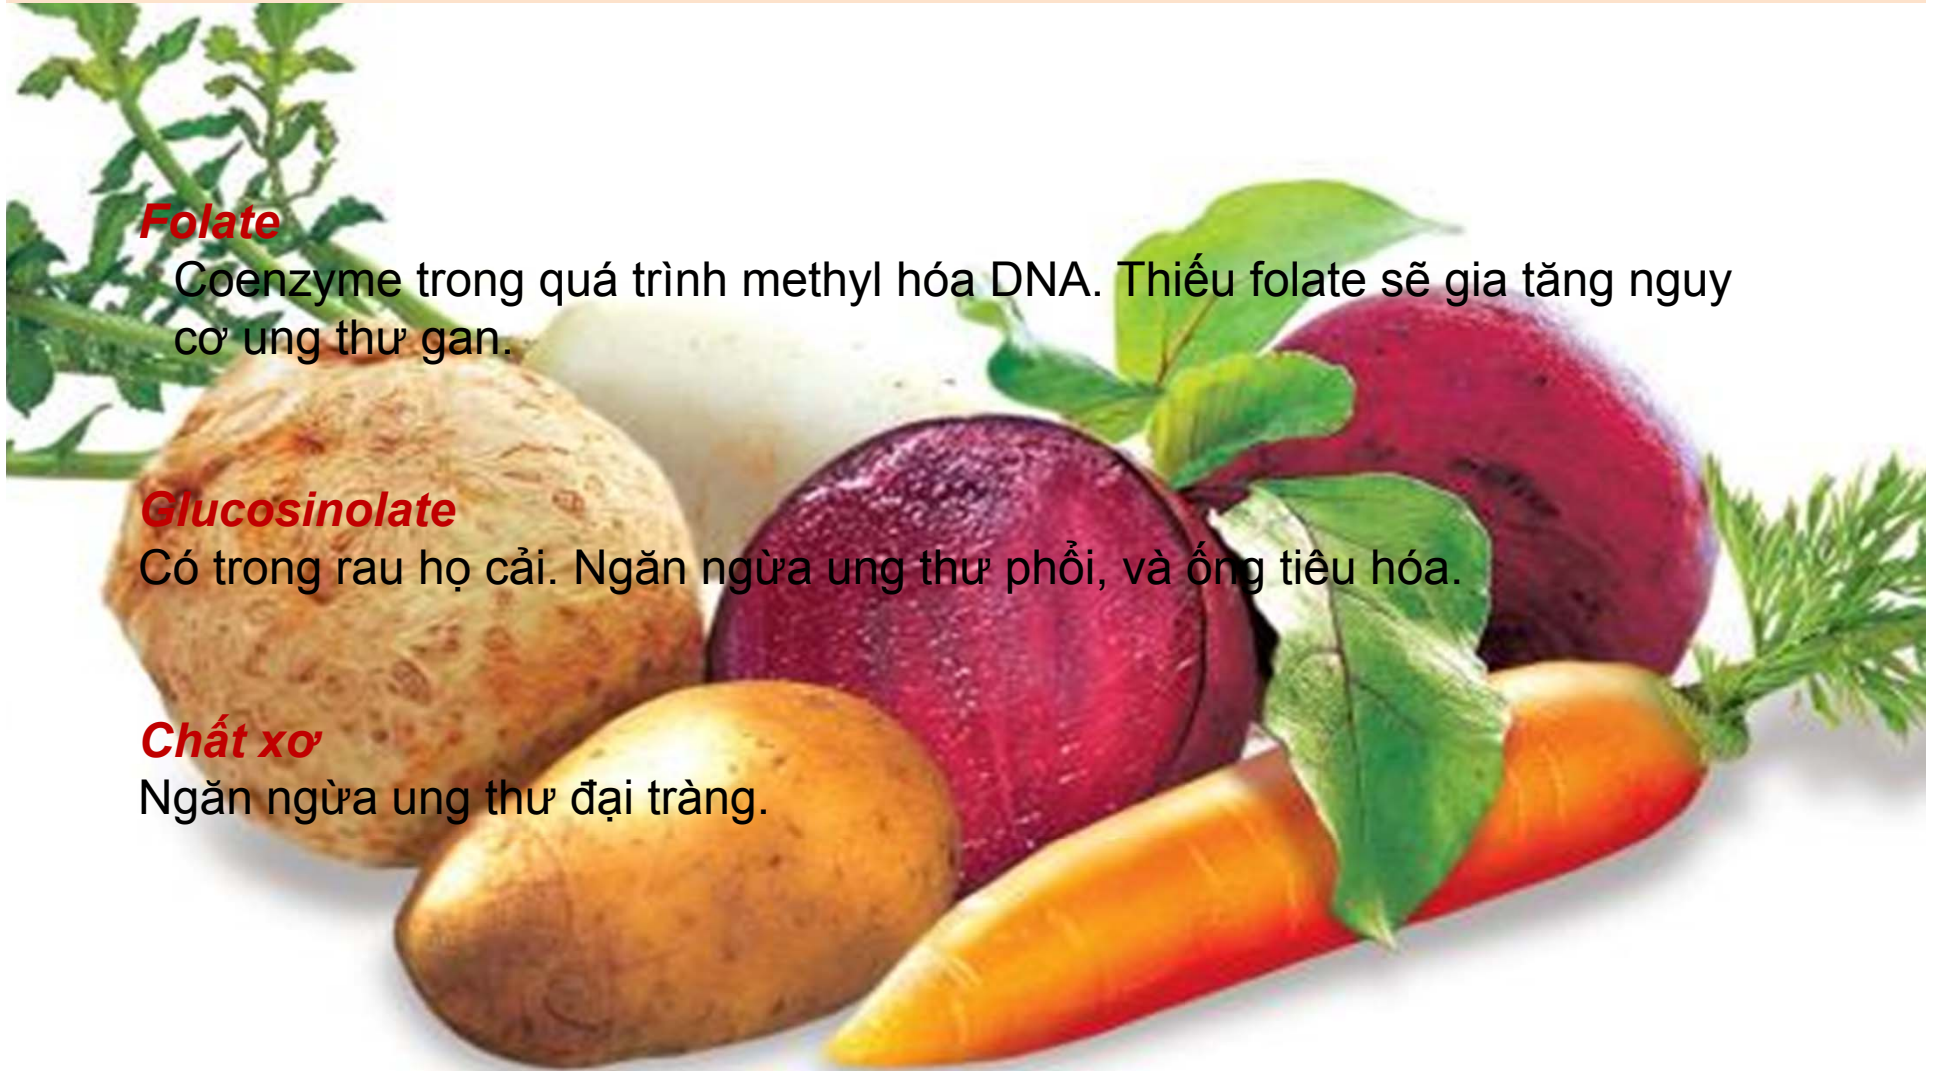 Folate
Coenzyme trong quá trình methyl hóa DNA. Thiếu folate sẽ gia tăng nguy
cơ ung thư gan.
Glucosinolate
Có trong rau họ cải. Ngăn ngừa ung thư phổi, và ống tiêu hóa.
Chất xơ
Ngăn ngừa ung thư đại tràng.